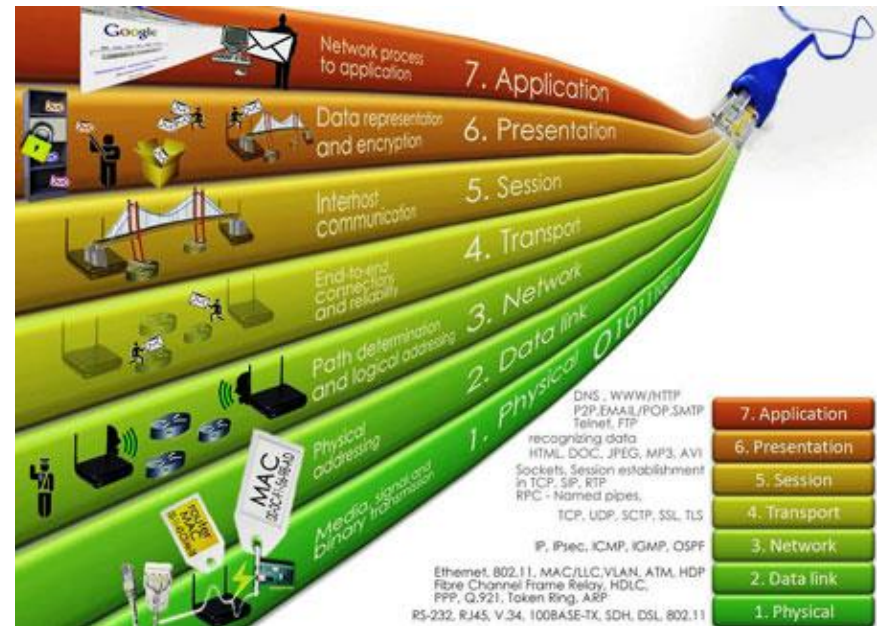 Google
Network process
to application
7. Application
Data representation
and encryption
6. Presentation
Interhost
communication
5. Session
End-to-end
connections
and reliability
4. Transport
Path determination
and logical addressing
3. Network
Physical
addressing
2. Data link
Media, signal and
binary transmission
1. Physical
MAC
router
MAC
DNS , WWW/HTTP
P2P,EMAIL/POP,SMTP
Telnet, FTP
7. Application
recognizing data
HTML, DOC, JPEG, MP3, AVI
6. Presentation
Sockets, Session establishment
in TCP, SIP, RTP
RPC - Named pipes,
5. Session
TCP, UDP, SCTP, SSL, TLS
4. Transport
IP, IPsec, ICMP, IGMP, OSPF
3. Network
Ethernet, 802.11, MAC/LLC,VLAN, ATM, HDP
Fibre Channel Frame Relay, HDLC,
PPP, Q.921, Token Ring, ARP
2. Data link
RS-232, RJ45, V.34, 100BASE-TX, SDH, DSL, 802.11
1. Physical